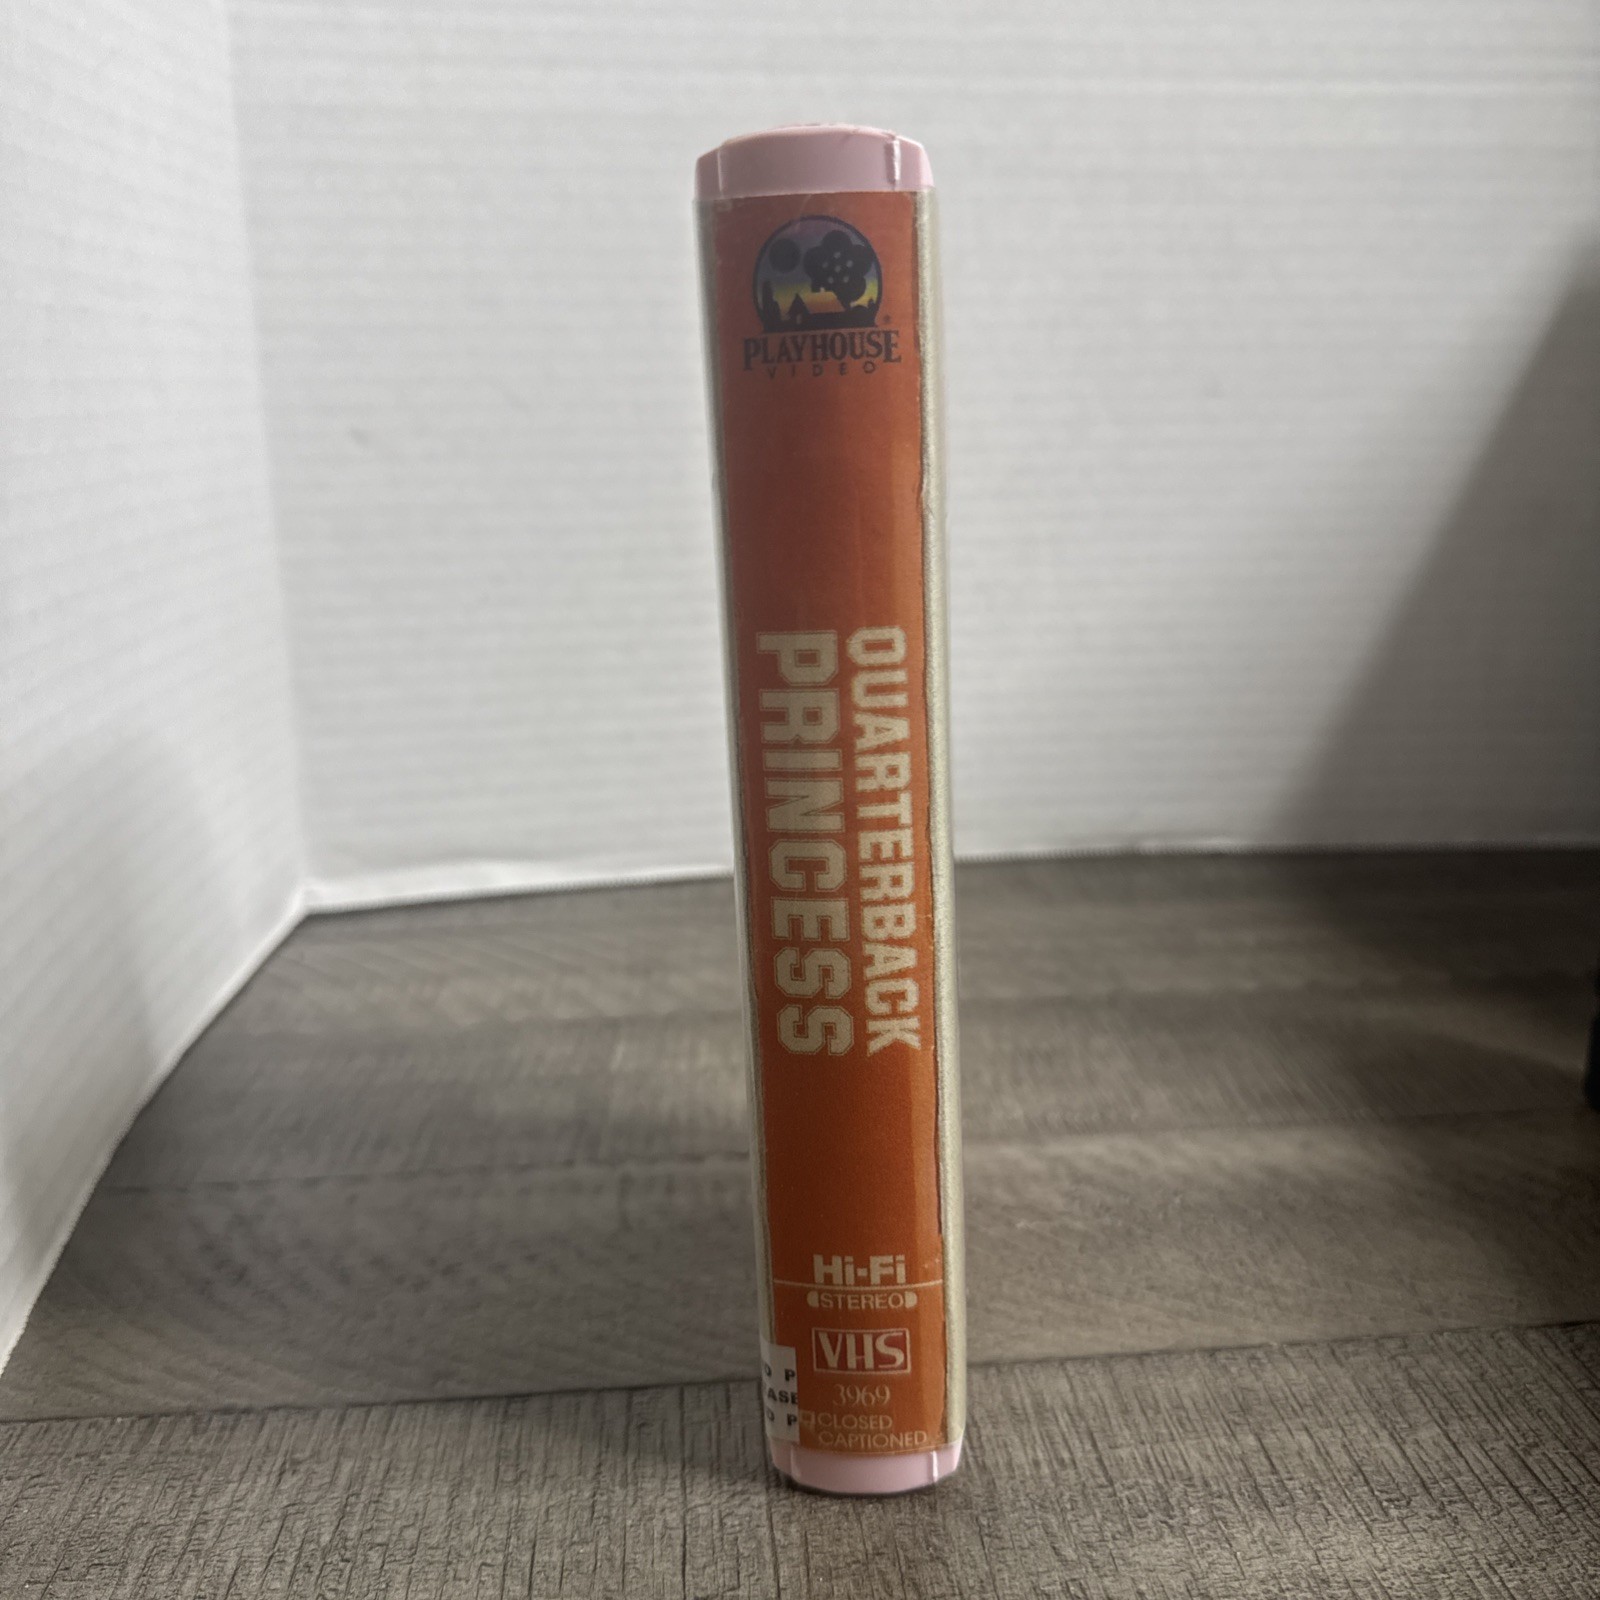 PLAYHOUSE
VIDEO
QUARTERBACK
PRINCESS
Hi-Fi
STEREO
VHS
3969
CLOSED
CAPTIONED
P
P